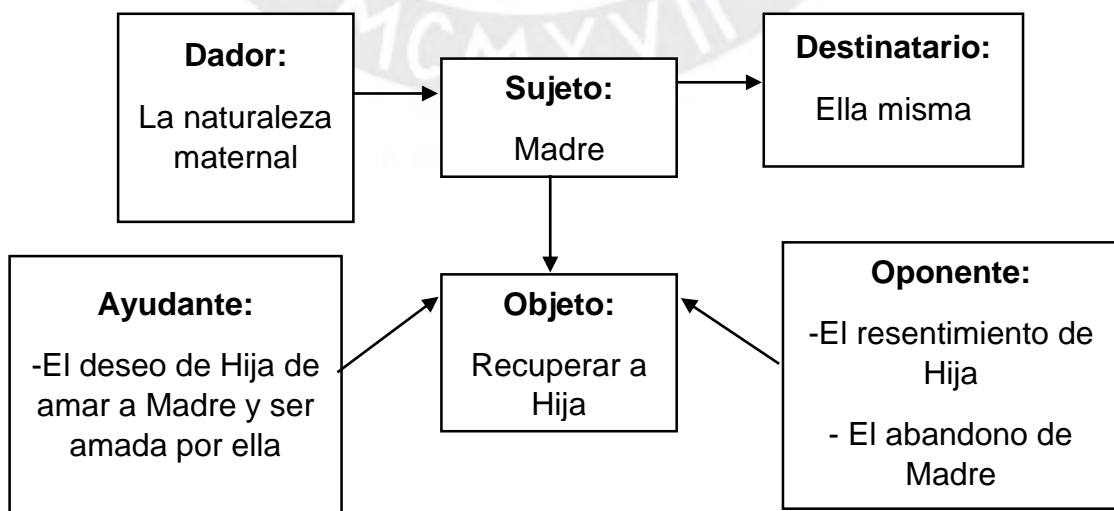 MCMXVII
Dador:
La naturaleza
maternal
Sujeto:
Madre
Destinatario:
Ella misma
Ayudante:
-El deseo de Hija de
amar a Madre y ser
amada por ella
Objeto:
Recuperar a
Hija
Oponente:
-El resentimiento de
Hija
- El abandono de
Madre